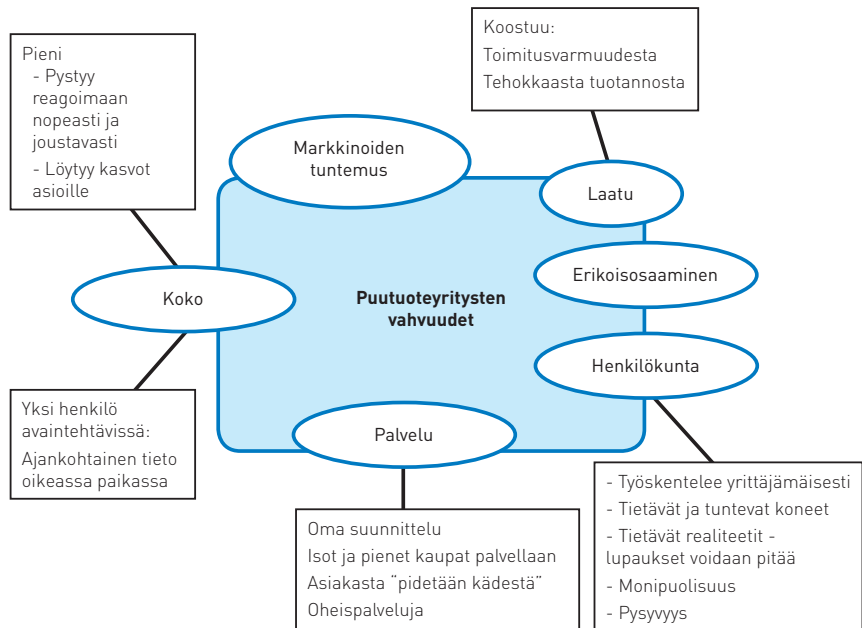 Pieni
- Pystyy
reagoimaan
nopeasti ja
joustavasti
- Löytyy kasvot
asioille
Koostuu:
Toimitusvarmuudesta
Tehokkaasta tuotannosta
Markkinoiden
tuntemus
Laatu
Erikoisosaaminen
Koko
Puutuoteyritysten
vahvuudet
Henkilökunta
Palvelu
Yksi henkilö
avaintehtävissä:
Ajankohtainen tieto
oikeassa paikassa
Oma suunnittelu
Isot ja pienet kaupat palvellaan
Asiakasta "pidetään kädestä"
Oheispalveluja
- Työskentelee yrittäjämäisesti
- Tietävät ja tuntevat koneet
- Tietävät realiteetit -
lupaukset voidaan pitää
- Monipuolisuus
- Pysyvyys